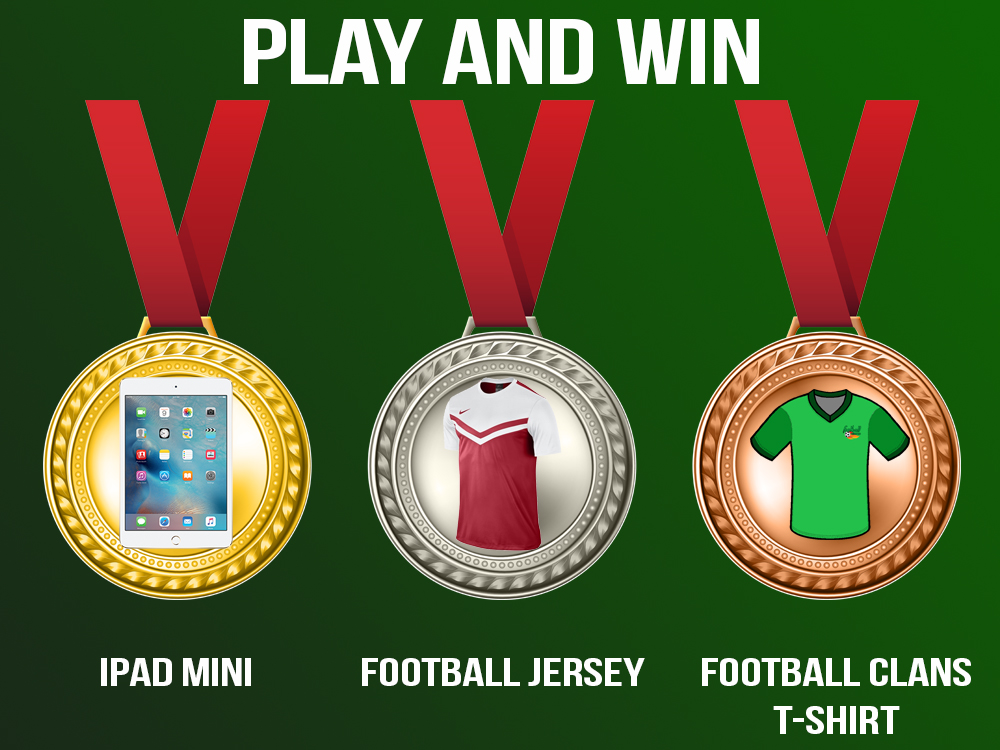 PLAY AND WIN
IPAD MINI
FOOTBALL JERSEY
FOOTBALL CLANS
T-SHIRT